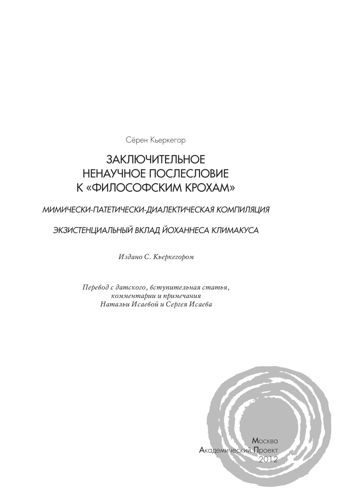 Сёрен Кьеркегор
ЗАКЛЮЧИТЕЛЬНОЕ
НЕНАУЧНОЕ ПОСЛЕСЛОВИЕ
К «ФИЛОСОФСКИМ КРОХАМ»
МИМИЧЕСКИ-ПАТЕТИЧЕСКИ-ДИАЛЕКТИЧЕСКАЯ КОМПИЛЯЦИЯ
ЭКЗИСТЕНЦИАЛЬНЫЙ ВКЛАД ЙОХАННЕСА КЛИМАКУСА
Издано С. Кьеркегором
Перевод с датского, вступительная статья,
комментарии и примечания
Натальи Исаевой и Сергея Исаева
Москва
Академический Проект
2012